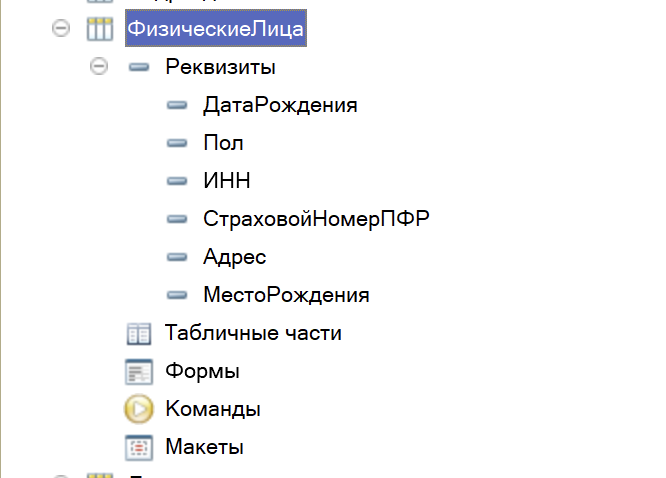 ФизическиеЛица
Реквизиты
ДатаРождения
Пол
ИНН
СтраховойНомерПФР
Адрес
МестоРождения
Табличные части
Формы
Команды
Макеты